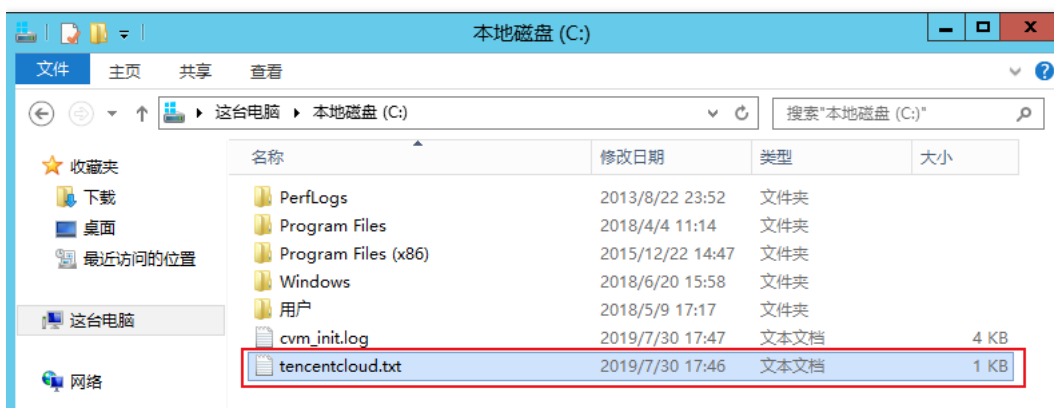 本地磁盘 (C:)
文件 主页 共享 查看
这台电脑 本地磁盘 (C:) 搜索"本地磁盘 (C:)"
名称 修改日期 类型 大小
收藏夹
下载
桌面
最近访问的位置
这台电脑
网络
PerfLogs 2013/8/22 23:52 文件夹
Program Files 2018/4/4 11:14 文件夹
Program Files (x86) 2015/12/22 14:47 文件夹
Windows 2018/6/20 15:58 文件夹
用户 2018/5/9 17:17 文件夹
cvm_init.log 2019/7/30 17:47 文本文档 4 KB
tencentcloud.txt 2019/7/30 17:46 文本文档 1 KB